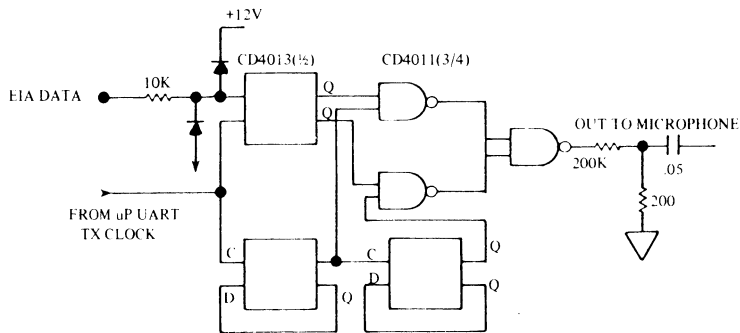 +12V
CD4013(½)
CD4011(3/4)
10K
Q
EIA DATA
Q
OUT TO MICROPHONE
200K
.05
FROM uP UART
TX CLOCK
200
C
C
Q
D
Q
D
Q